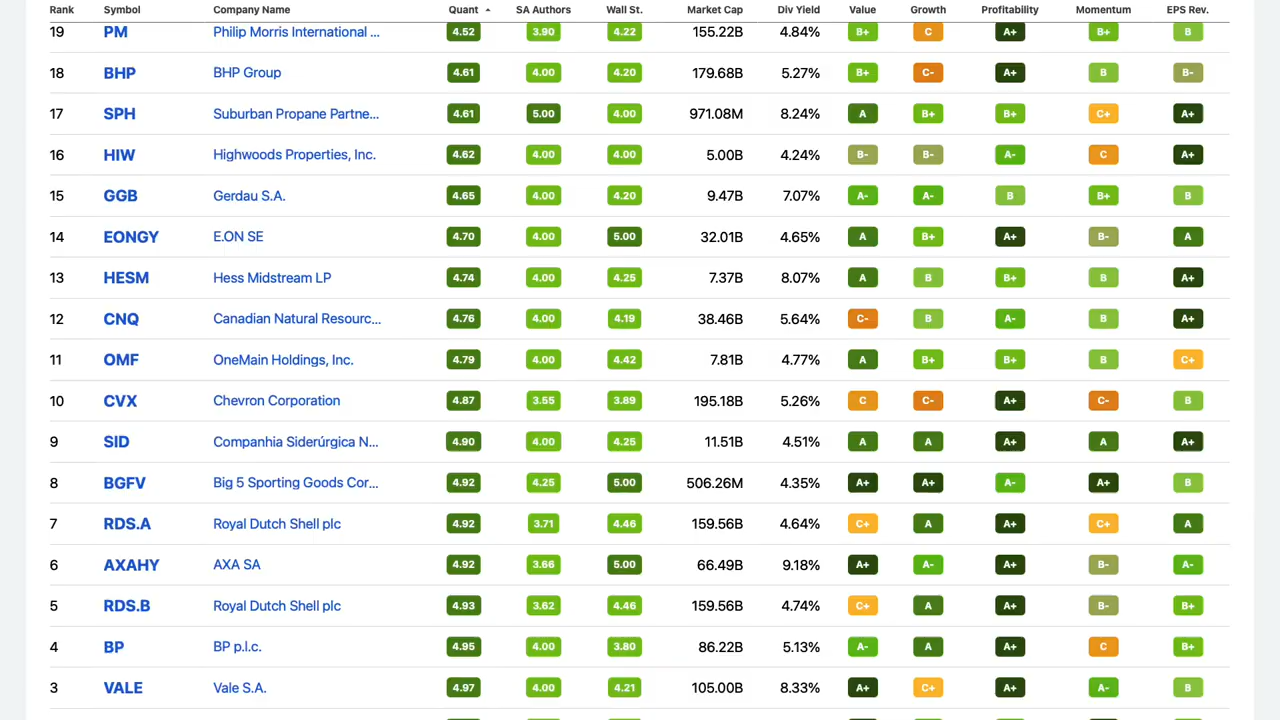 Rank Symbol Company Name Quant SA Authors Wall St. Market Cap Div Yield Value Growth Profitability Momentum EPS Rev.
19 PM Philip Morris International ... 4.52 3.90 4.22 155.22B 4.84% B+ C A+ B+ B
18 BHP BHP Group 4.61 4.00 4.20 179.68B 5.27% B+ C- A+ B B-
17 SPH Suburban Propane Partne... 4.61 5.00 4.00 971.08M 8.24% A B+ B+ C+ A+
16 HIW Highwoods Properties, Inc. 4.62 4.00 4.00 5.00B 4.24% B- B- A- C A+
15 GGB Gerdau S.A. 4.65 4.00 4.20 9.47B 7.07% A- A- B B+ B
14 EONGY E.ON SE 4.70 4.00 5.00 32.01B 4.65% A B+ A+ B- A
13 HESM Hess Midstream LP 4.74 4.00 4.25 7.37B 8.07% A B B+ B A+
12 CNQ Canadian Natural Resourc... 4.76 4.00 4.19 38.46B 5.64% C- B A- B A+
11 OMF OneMain Holdings, Inc. 4.79 4.00 4.42 7.81B 4.77% A B+ B+ B C+
10 CVX Chevron Corporation 4.87 3.55 3.89 195.18B 5.26% C C- A+ C- B
9 SID Companhia Siderúrgica N... 4.90 4.00 4.25 11.51B 4.51% A A A+ A A+
8 BGFV Big 5 Sporting Goods Cor... 4.92 4.25 5.00 506.26M 4.35% A+ A+ A- A+ B
7 RDS.A Royal Dutch Shell plc 4.92 3.71 4.46 159.56B 4.64% C+ A A+ C+ A
6 AXAHY AXA SA 4.92 3.66 5.00 66.49B 9.18% A+ A- A+ B- A-
5 RDS.B Royal Dutch Shell plc 4.93 3.62 4.46 159.56B 4.74% C+ A A+ B- B+
4 BP BP p.l.c. 4.95 4.00 3.80 86.22B 5.13% A- A A+ C B+
3 VALE Vale S.A. 4.97 4.00 4.21 105.00B 8.33% A+ C+ A+ A- B